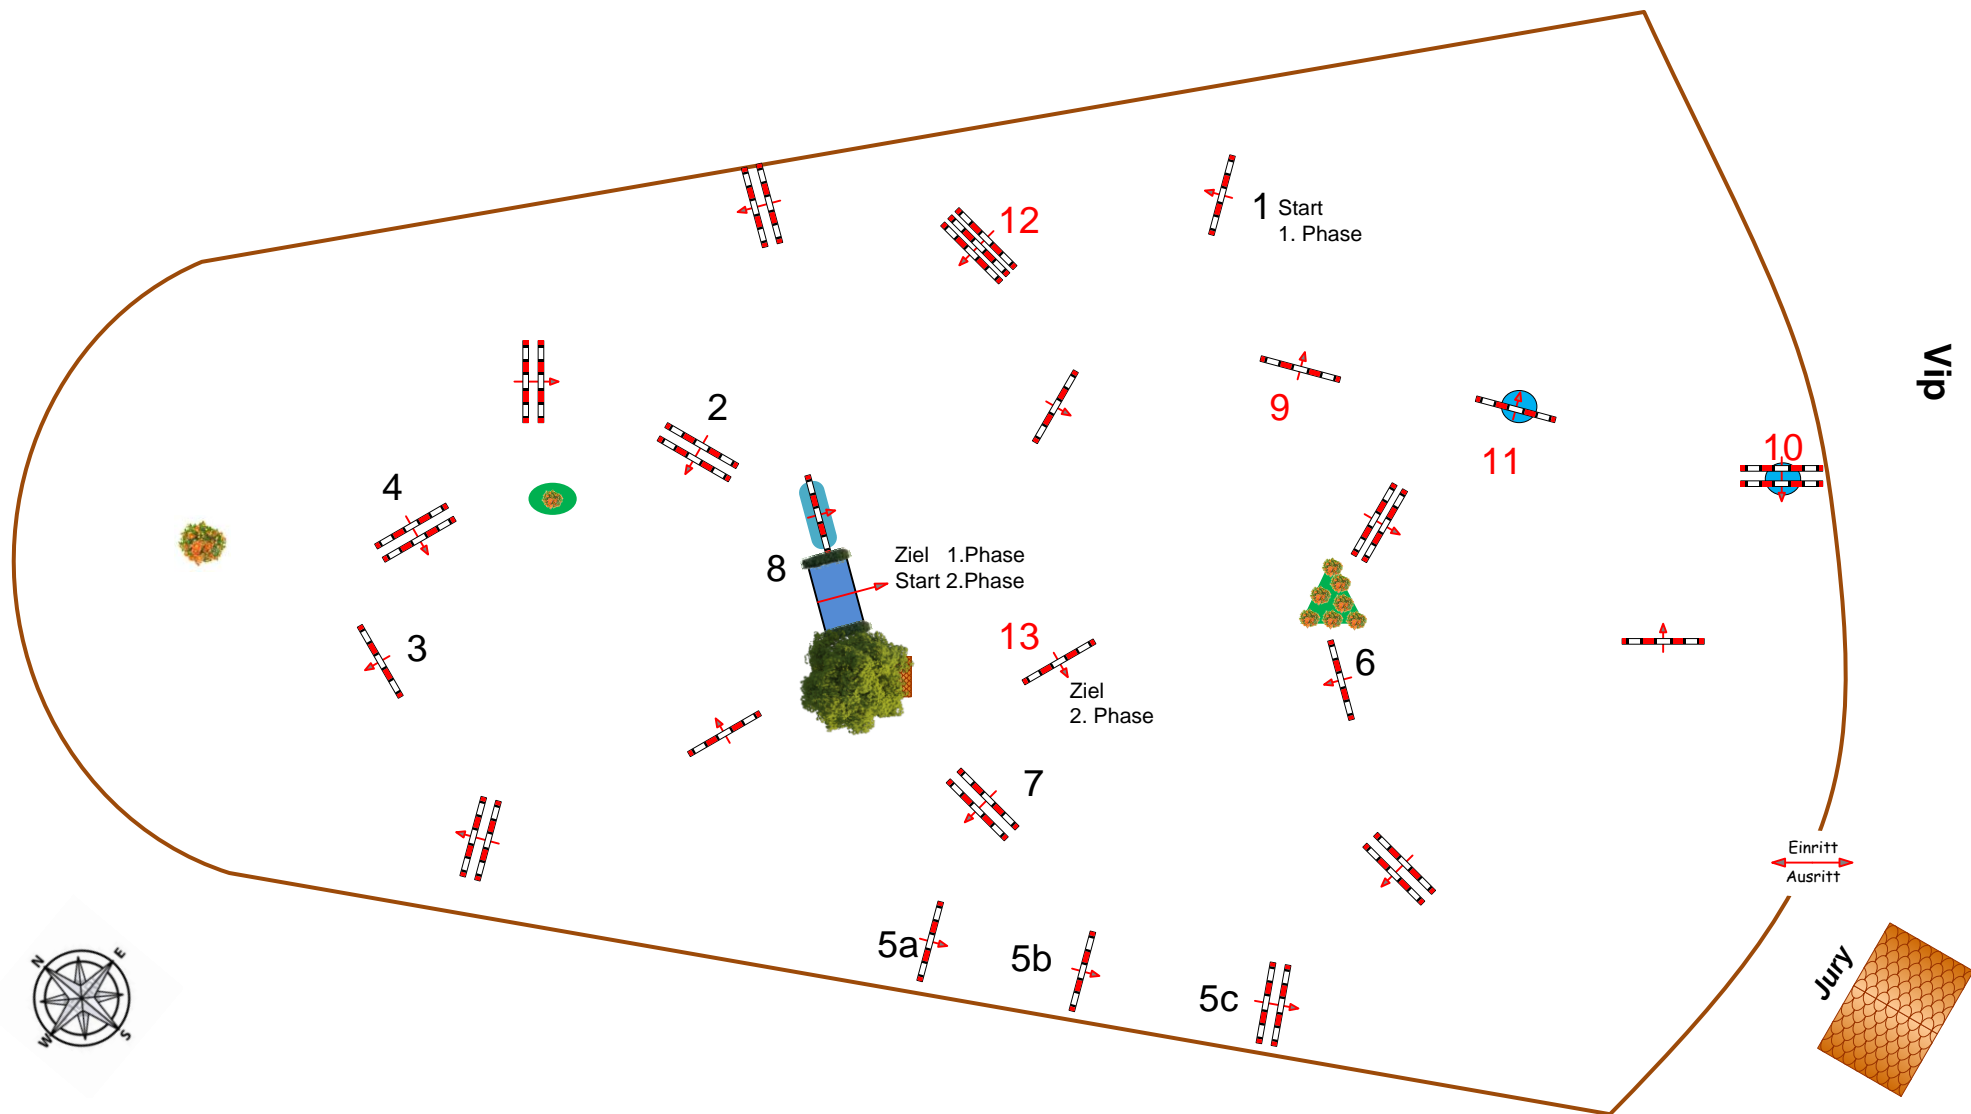 12
1 Start
1. Phase
Vip
2
9
4
11
10
8
Ziel 1.Phase
Start 2.Phase
13
3
6
Ziel
2. Phase
7
Einritt
Ausritt
5a
5b
5c
Jury
N
E
W
S